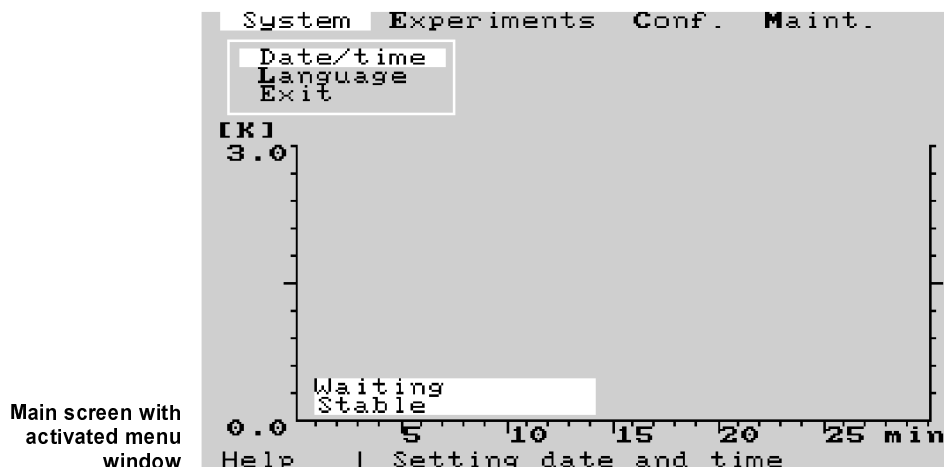 System Experiments Conf. Maint.
Date/time
Language
Exit
[K]
3.0
Waiting
Stable
0.0 5 10 15 20 25 min
Main screen with
activated menu
window
Help | Setting date and time